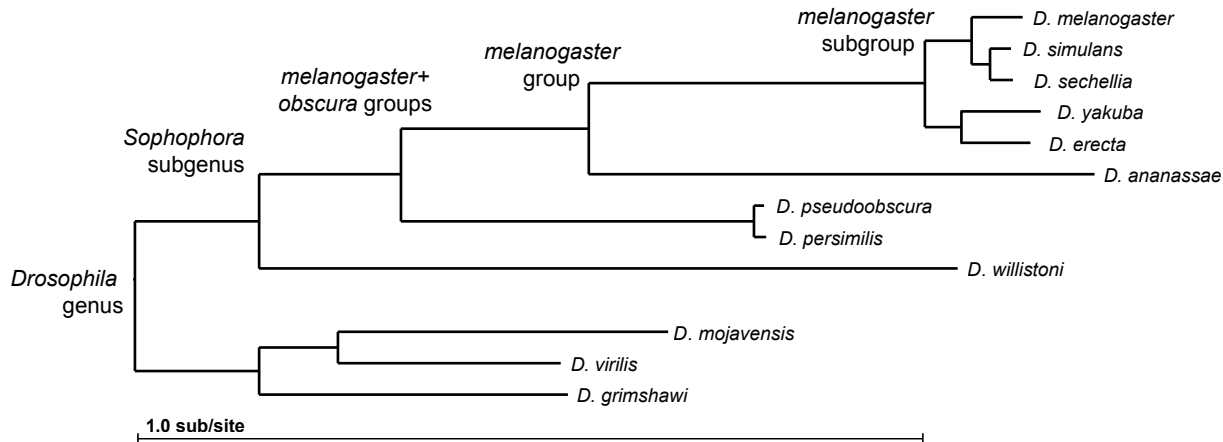 melanogaster
subgroup
melanogaster
group
melanogaster+
obscura groups
Sophophora
subgenus
Drosophila
genus
D. melanogaster
D. simulans
D. sechellia
D. yakuba
D. erecta
D. ananassae
D. pseudoobscura
D. persimilis
D. willistoni
D. mojavensis
D. virilis
D. grimshawi
1.0 sub/site